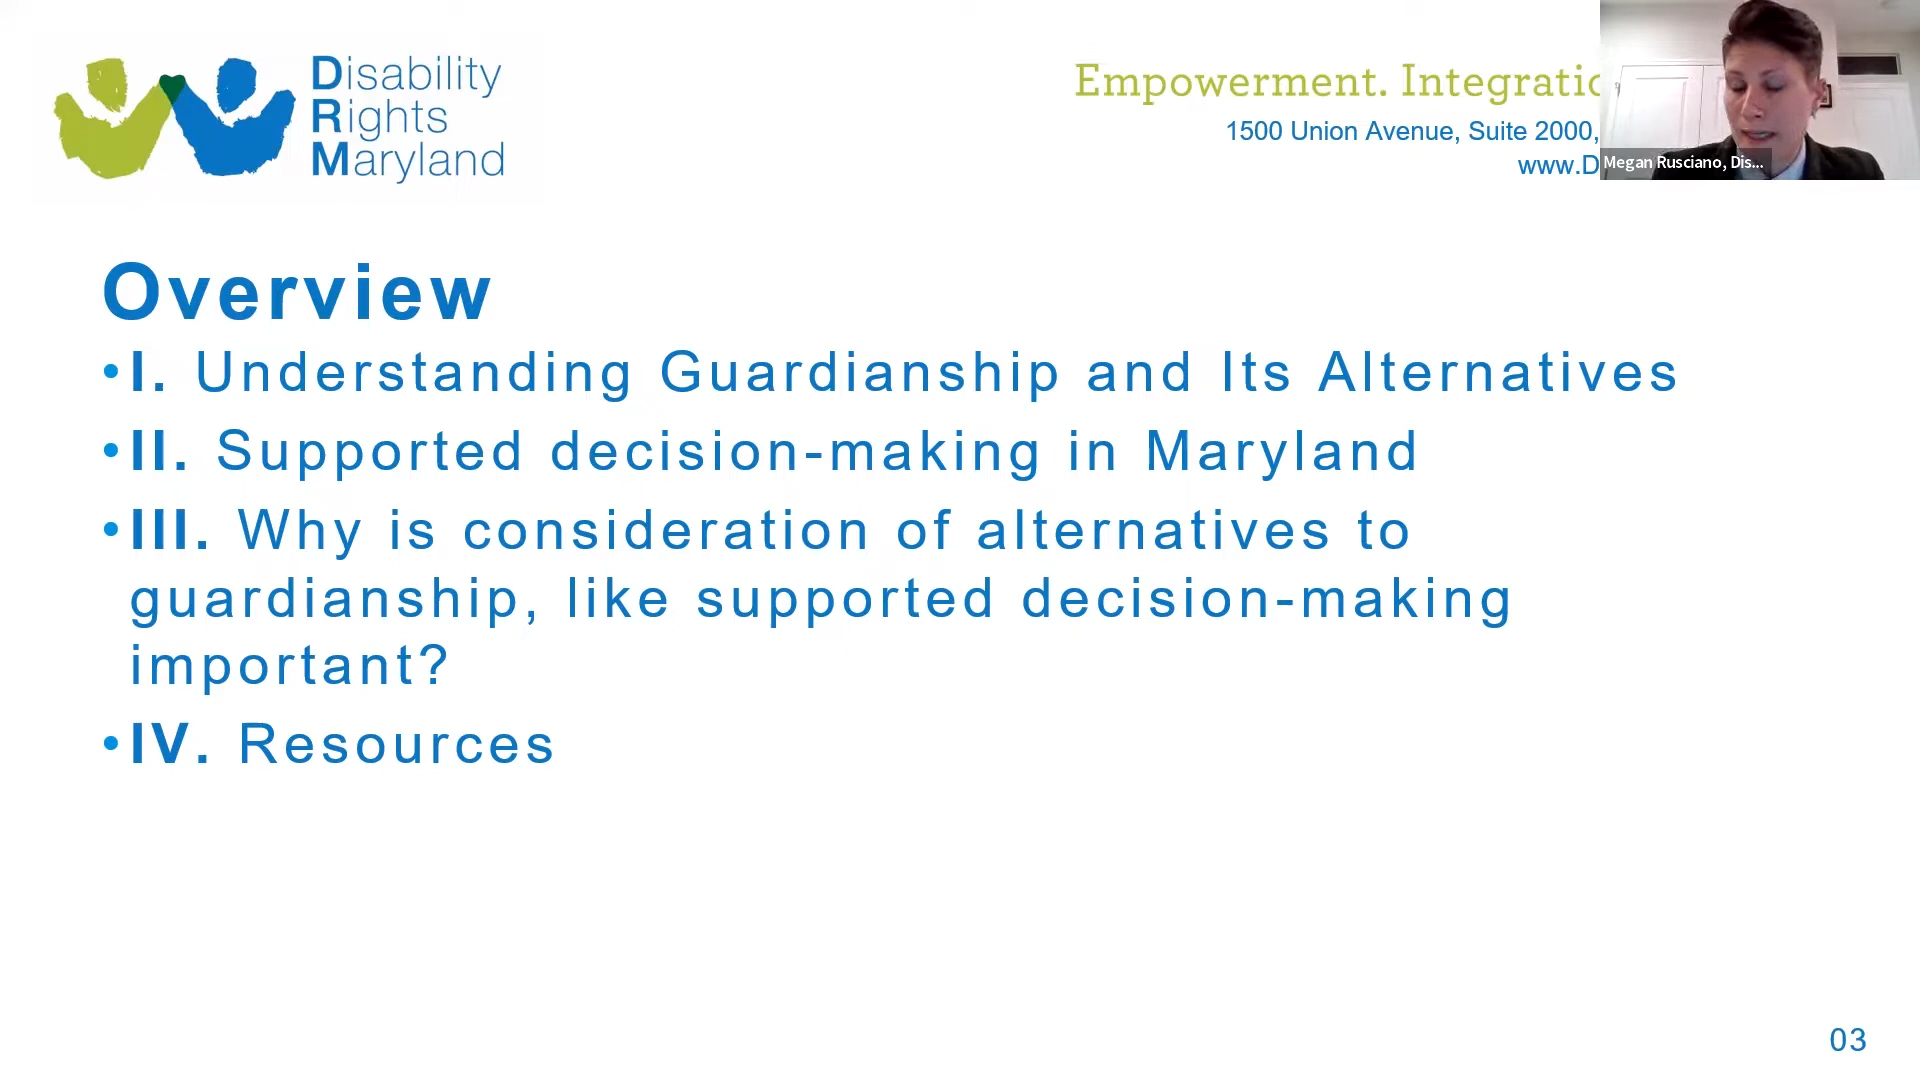 Disability
Rights
Maryland
Empowerment. Integratio
1500 Union Avenue, Suite 2000,
www.D
Megan Rusciano, Dis...
Overview
•I. Understanding Guardianship and Its Alternatives
•II. Supported decision-making in Maryland
•III. Why is consideration of alternatives to
guardianship, like supported decision-making
important?
•IV. Resources
03